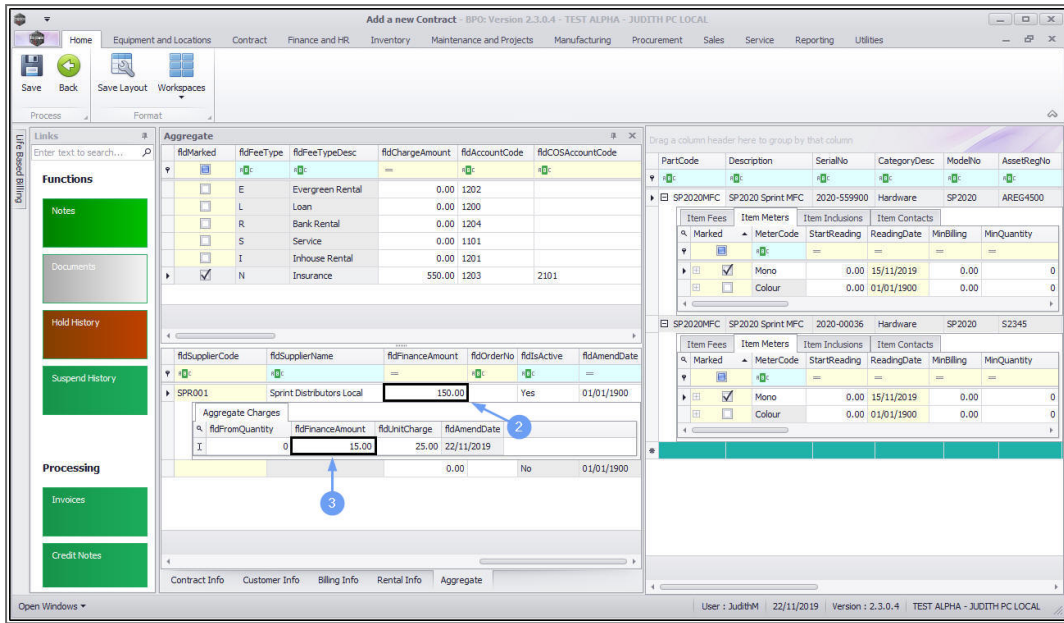 Add a new Contract - BPO: Version 2.3.0.4 - TEST ALPHA - JUDITH PC LOCAL
Home Equipment and Locations Contract Finance and HR Inventory Maintenance and Projects Manufacturing Procurement Sales Service Reporting Utilities
Save Back Save Layout Workspaces
Process Format
Life Based Billing
Links
Enter text to search...
Functions
Notes
Documents
Hold History
Suspend History
Processing
Invoices
Credit Notes
Aggregate
fldMarked fldFeeType fldFeeTypeDesc fldChargeAmount fldAccountCode fldCOSAccountCode
E Evergreen Rental 0.00 1202
L Loan 0.00 1200
R Bank Rental 0.00 1204
S Service 0.00 1101
I Inhouse Rental 0.00 1201
N Insurance 550.00 1203 2101
fldSupplierCode fldSupplierName fldFinanceAmount fldOrderNo fldIsActive fldAmendDate
SPR001 Sprint Distributors Local 150.00 Yes 01/01/1900
Aggregate Charges
fldFromQuantity fldFinanceAmount fldUnitCharge fldAmendDate
0 15.00 25.00 22/11/2019
0.00 No 01/01/1900
2
3
Contract Info Customer Info Billing Info Rental Info Aggregate
Drag a column header here to group by that column
PartCode Description SerialNo CategoryDesc ModelNo AssetRegNo
SP2020MFC SP2020 Sprint MFC 2020-559900 Hardware SP2020 AREG4500
Item Fees Item Meters Item Inclusions Item Contacts
Marked MeterCode StartReading ReadingDate MinBilling MinQuantity
Mono 0.00 15/11/2019 0.00 0
Colour 0.00 01/01/1900 0.00 0
SP2020MFC SP2020 Sprint MFC 2020-00036 Hardware SP2020 S2345
Item Fees Item Meters Item Inclusions Item Contacts
Marked MeterCode StartReading ReadingDate MinBilling MinQuantity
Mono 0.00 15/11/2019 0.00 0
Colour 0.00 01/01/1900 0.00 0
Open Windows User : JudithM 22/11/2019 Version : 2.3.0.4 TEST ALPHA - JUDITH PC LOCAL